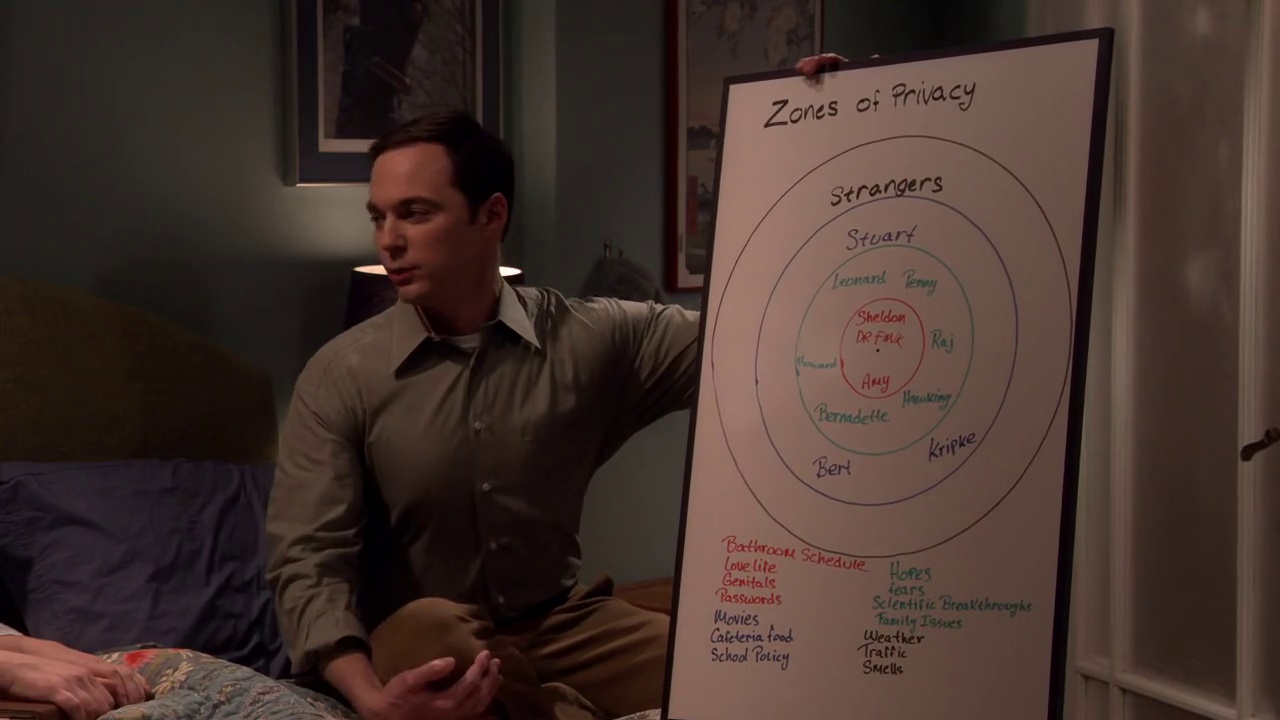 Zones of Privacy
Strangers
Stuart
Leonard Penny
Sheldon
DR. FMK
Raj
Howard
Amy
Hawking
Bernadette
Kripke
Bert
Bathroom Schedule
Love life
Genitals
Passwords
Movies
Cafeteria food
School Policy
Hopes
fears
Scientific Breakthroughs
Family Issues
Weather
Traffic
Smells